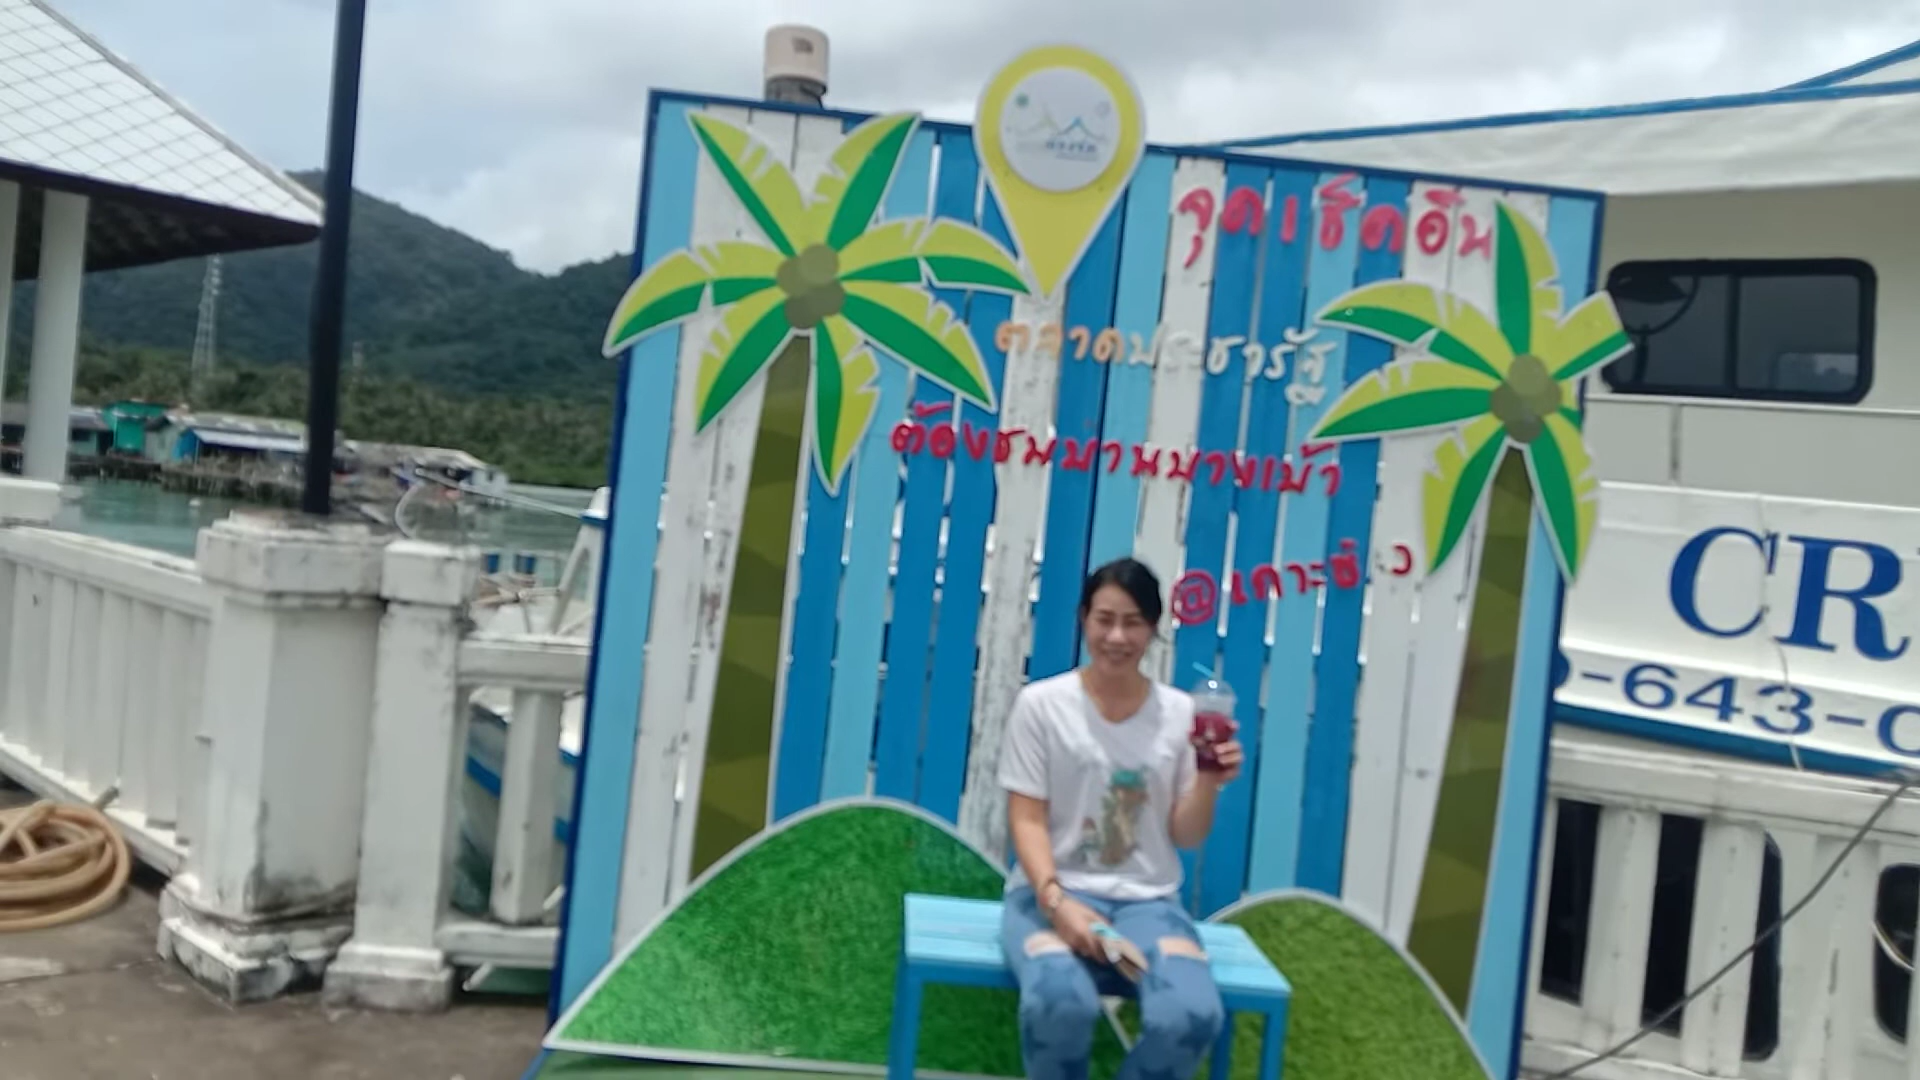 จุดเช็คอิน
ตลาดประชารัฐ
ต้องชมบ้านบางเบ้า
@เกาะช้าง
CR
-643-